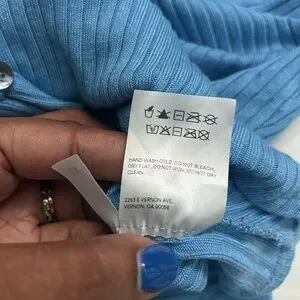 HAND WASH COLD, DO NOT BLEACH,
DRY FLAT, DO NOT IRON, DO NOT DRY
CLEAN
2263 E VERNON AVE.
VERNON, CA 90058